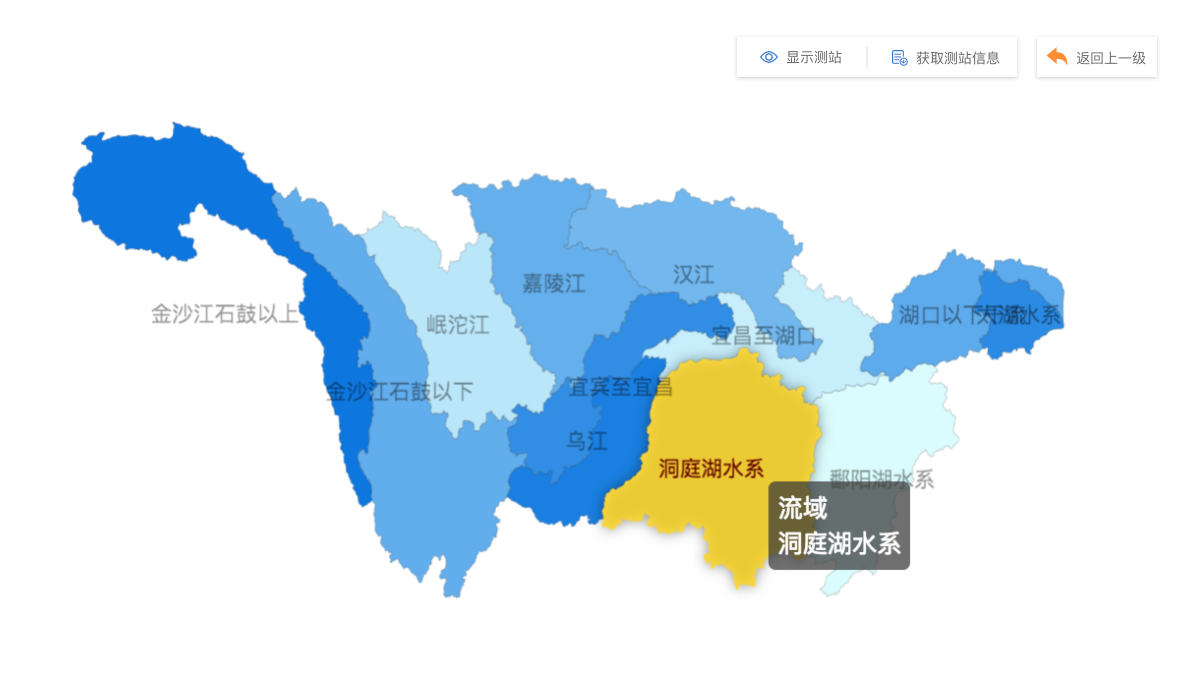 显示测站
获取测站信息
返回上一级
嘉陵江
汉江
金沙江石鼓以上
岷沱江
湖口以下干流
太湖水系
宜昌至湖口
金沙江石鼓以下
宜宾至宜昌
乌江
洞庭湖水系
鄱阳湖水系
流域
洞庭湖水系